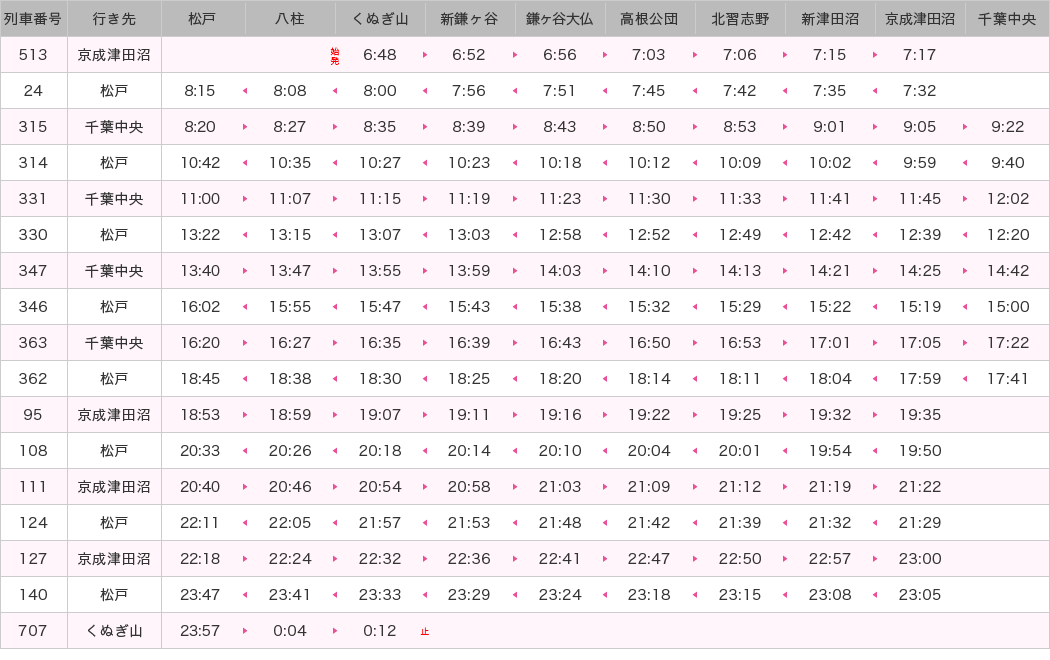 列車番号 行き先 松戸 八柱 くぬぎ山 新鎌ヶ谷 鎌ヶ谷大仏 高根公団 北習志野 新津田沼 京成津田沼 千葉中央
513 京成津田沼 始発 6:48 6:52 6:56 7:03 7:06 7:15 7:17
24 松戸 8:15 8:08 8:00 7:56 7:51 7:45 7:42 7:35 7:32
315 千葉中央 8:20 8:27 8:35 8:39 8:43 8:50 8:53 9:01 9:05 9:22
314 松戸 10:42 10:35 10:27 10:23 10:18 10:12 10:09 10:02 9:59 9:40
331 千葉中央 11:00 11:07 11:15 11:19 11:23 11:30 11:33 11:41 11:45 12:02
330 松戸 13:22 13:15 13:07 13:03 12:58 12:52 12:49 12:42 12:39 12:20
347 千葉中央 13:40 13:47 13:55 13:59 14:03 14:10 14:13 14:21 14:25 14:42
346 松戸 16:02 15:55 15:47 15:43 15:38 15:32 15:29 15:22 15:19 15:00
363 千葉中央 16:20 16:27 16:35 16:39 16:43 16:50 16:53 17:01 17:05 17:22
362 松戸 18:45 18:38 18:30 18:25 18:20 18:14 18:11 18:04 17:59 17:41
95 京成津田沼 18:53 18:59 19:07 19:11 19:16 19:22 19:25 19:32 19:35
108 松戸 20:33 20:26 20:18 20:14 20:10 20:04 20:01 19:54 19:50
111 京成津田沼 20:40 20:46 20:54 20:58 21:03 21:09 21:12 21:19 21:22
124 松戸 22:11 22:05 21:57 21:53 21:48 21:42 21:39 21:32 21:29
127 京成津田沼 22:18 22:24 22:32 22:36 22:41 22:47 22:50 22:57 23:00
140 松戸 23:47 23:41 23:33 23:29 23:24 23:18 23:15 23:08 23:05
707 くぬぎ山 23:57 0:04 0:12 止